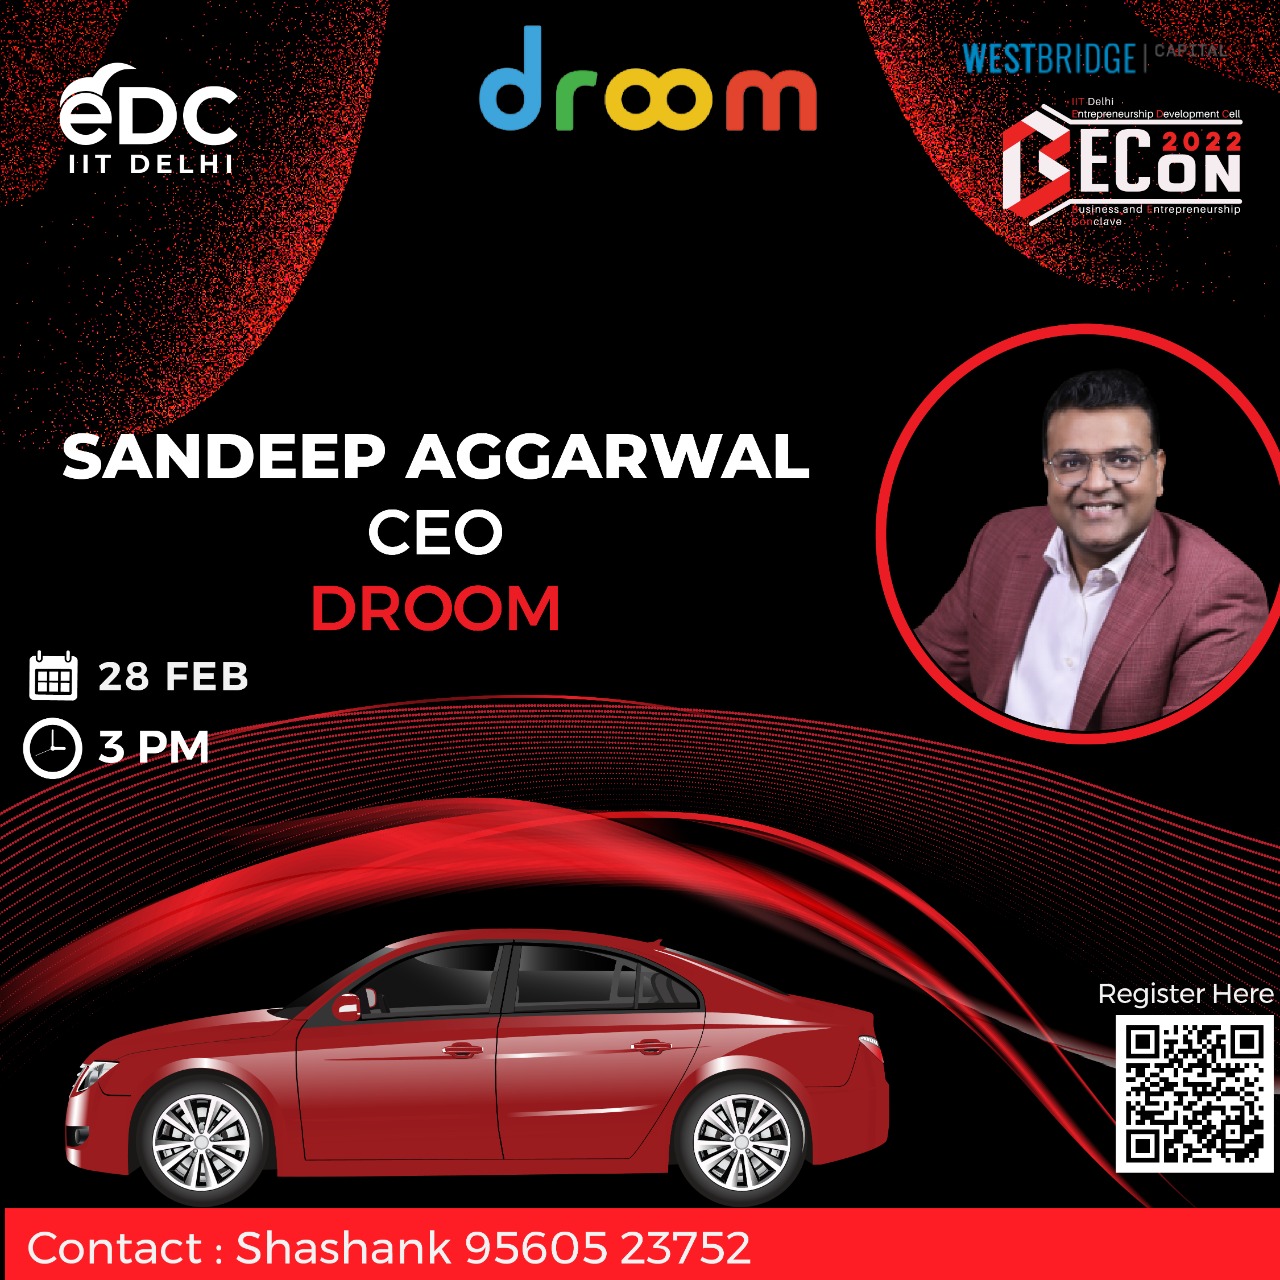 eDC
IIT DELHI
droom
WESTBRIDGE | CAPITAL
IIT Delhi
Entrepreneurship Development Cell
BECon 2022
Business and Entrepreneurship
Conclave
SANDEEP AGGARWAL
CEO
DROOM
28 FEB
3 PM
Register Here
Contact : Shashank 95605 23752